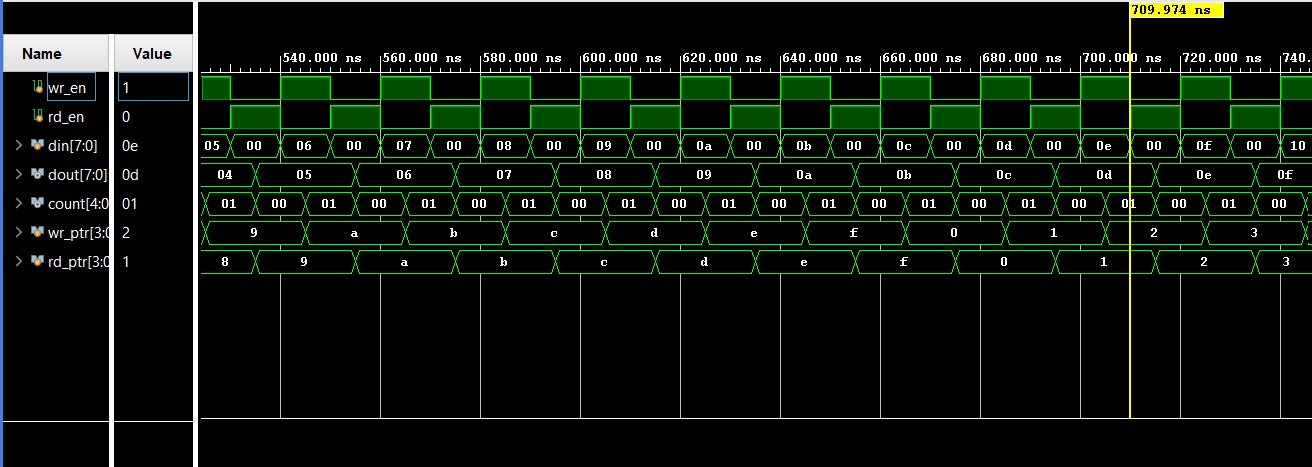 709.974 ns
Name Value 540.000 ns 560.000 ns 580.000 ns 600.000 ns 620.000 ns 640.000 ns 660.000 ns 680.000 ns 700.000 ns 720.000 ns 740.
wr_en 1
rd_en 0
din[7:0] 0e 05 00 06 00 07 00 08 00 09 00 0a 00 0b 00 0c 00 0d 00 0e 00 0f 00 10
dout[7:0] 0d 04 05 06 07 08 09 0a 0b 0c 0d 0e 0f
count[4:0 01 01 00 01 00 01 00 01 00 01 00 01 00 01 00 01 00 01 00 01 00 01 00
wr_ptr[3:0 2 9 a b c d e f 0 1 2 3
rd_ptr[3:0 1 8 9 a b c d e f 0 1 2 3